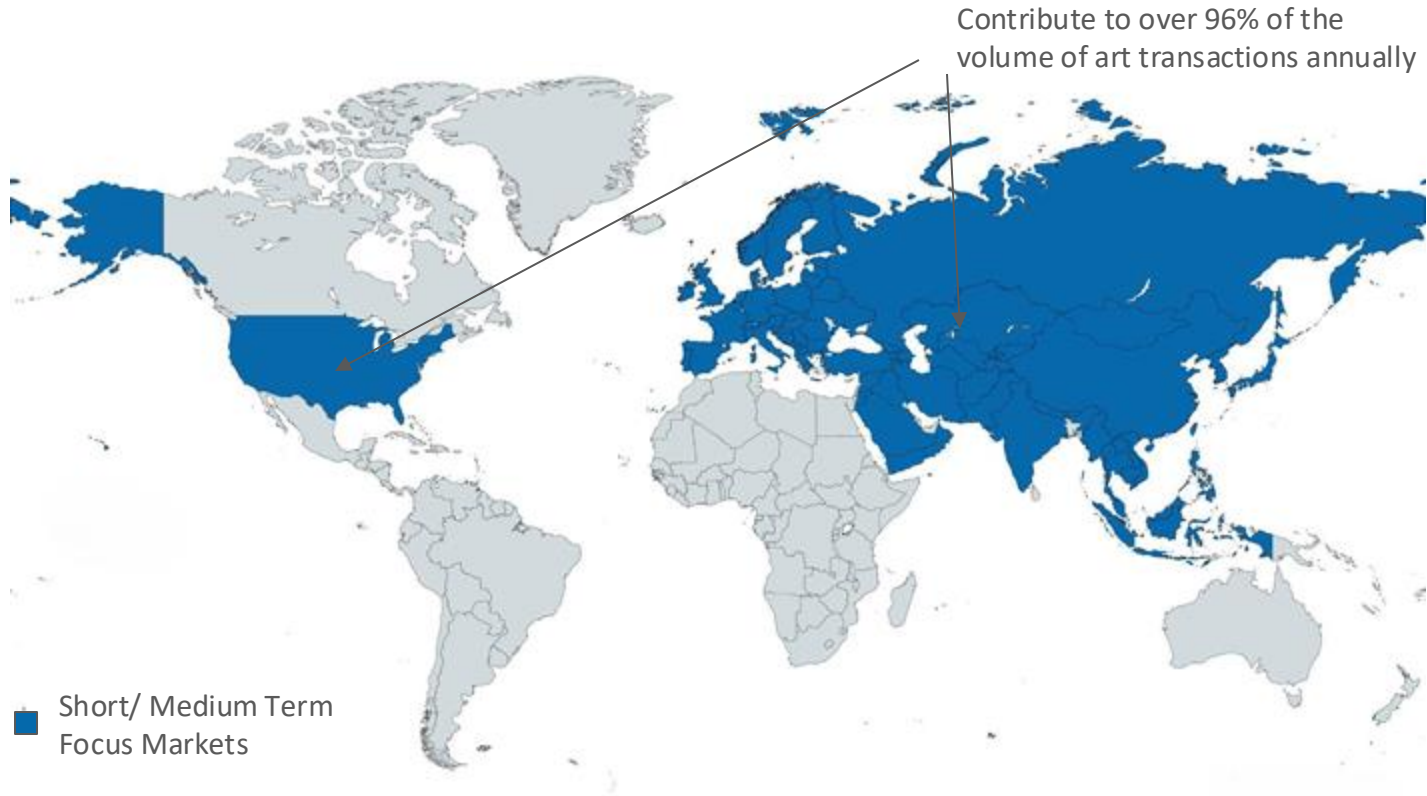 Contribute to over 96% of the
volume of art transactions annually
Short/ Medium Term
Focus Markets